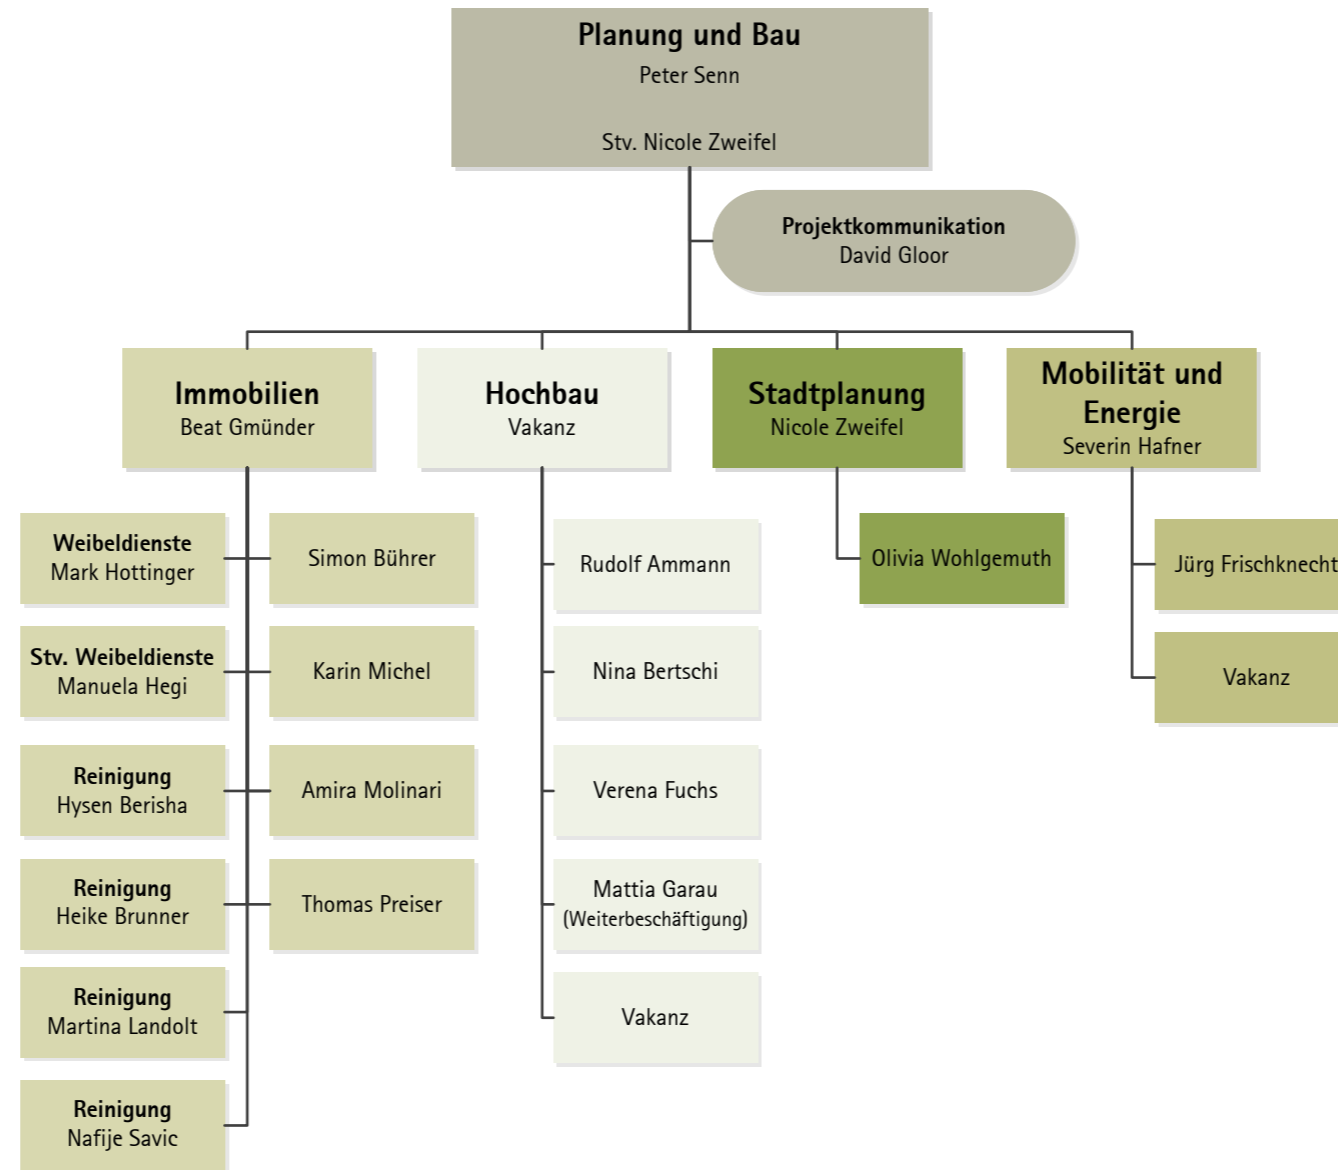 Planung und Bau
Peter Senn
Stv. Nicole Zweifel
Projektkommunikation
David Gloor
Immobilien
Beat Gmünder
Hochbau
Vakanz
Stadtplanung
Nicole Zweifel
Mobilität und
Energie
Severin Hafner
Weibeldienste
Mark Hottinger
Stv. Weibeldienste
Manuela Hegi
Reinigung
Hysen Berisha
Reinigung
Heike Brunner
Reinigung
Martina Landolt
Reinigung
Nafije Savic
Simon Bührer
Karin Michel
Amira Molinari
Thomas Preiser
Rudolf Ammann
Nina Bertschi
Verena Fuchs
Mattia Garau
(Weiterbeschäftigung)
Vakanz
Olivia Wohlgemuth
Jürg Frischknecht
Vakanz